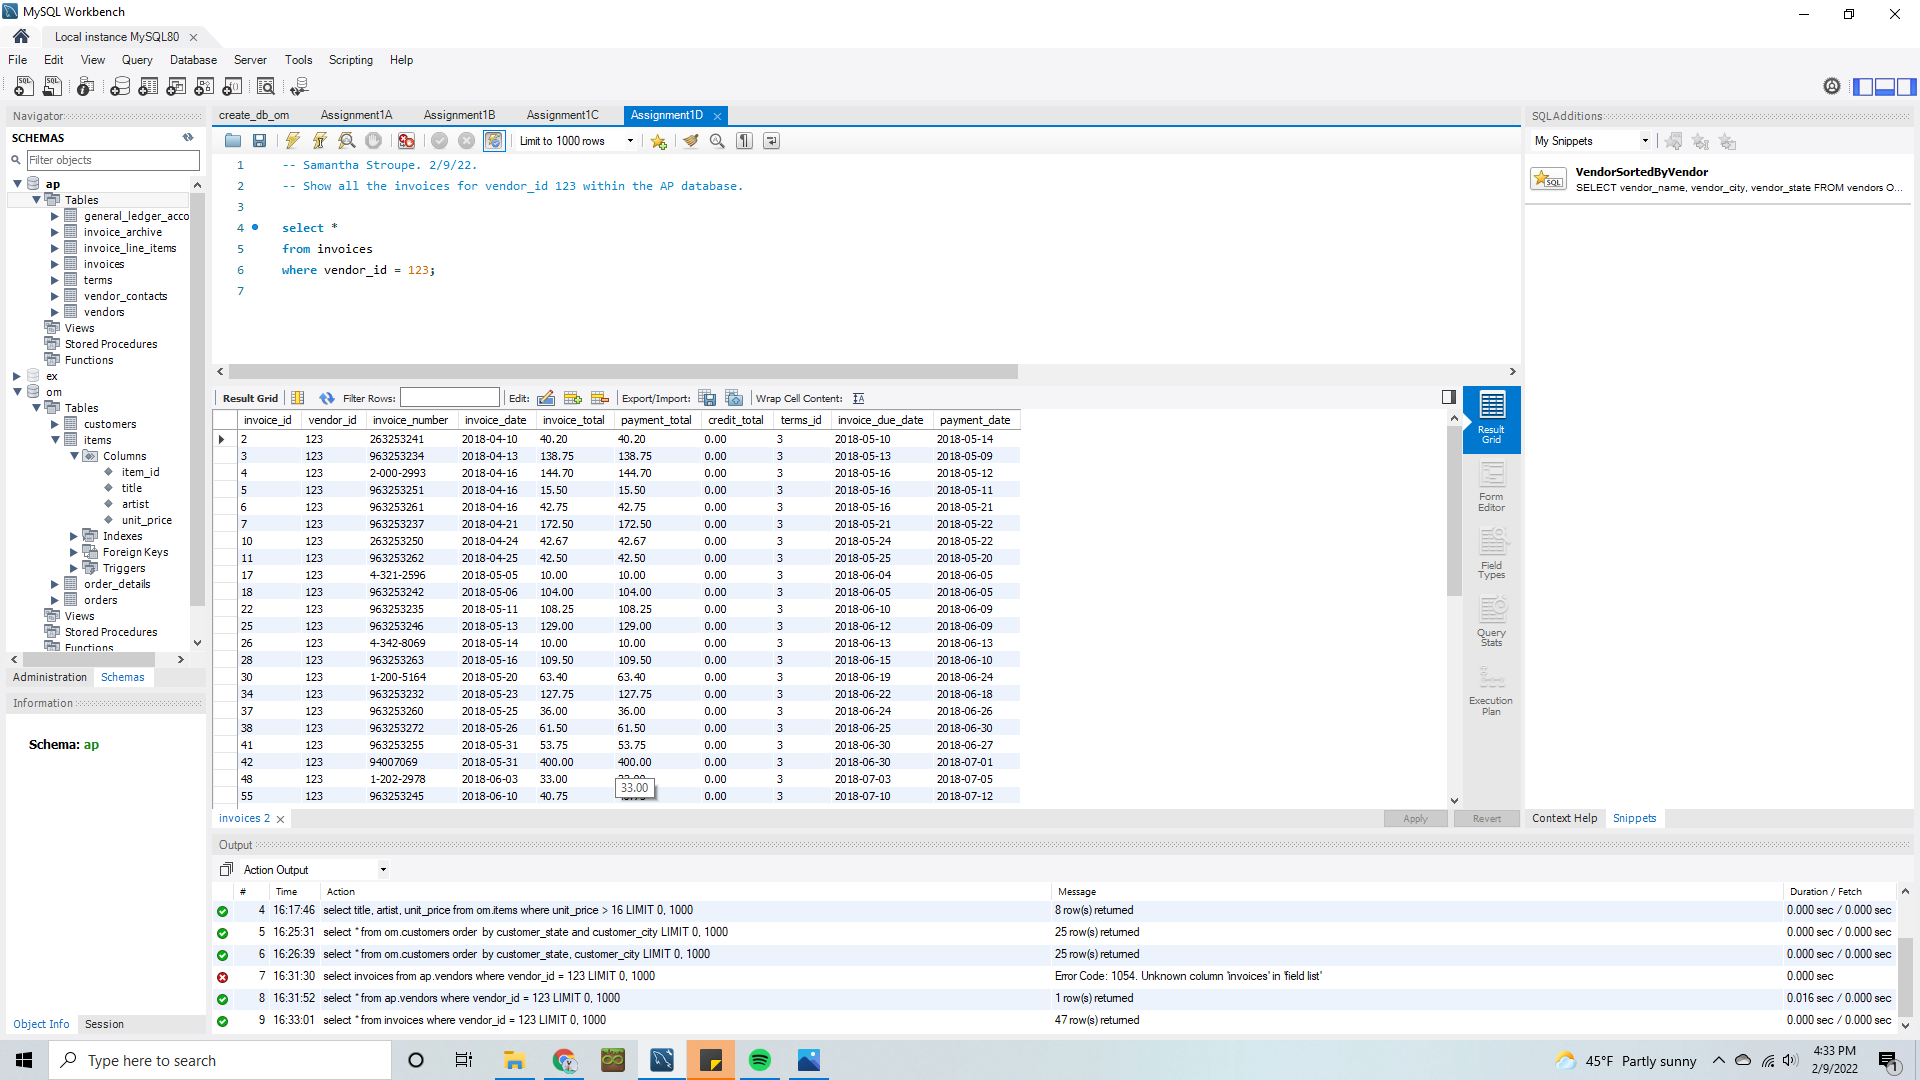 MySQL Workbench
Local instance MySQL80
File Edit View Query Database Server Tools Scripting Help
Navigator
SCHEMAS
Filter objects
ap
Tables
general_ledger_acco
invoice_archive
invoice_line_items
invoices
terms
vendor_contacts
vendors
Views
Stored Procedures
Functions
ex
om
Tables
customers
items
Columns
item_id
title
artist
unit_price
Indexes
Foreign Keys
Triggers
order_details
orders
Views
Stored Procedures
Functions
Administration Schemas
Information
Schema: ap
Object Info Session
create_db_om Assignment1A Assignment1B Assignment1C Assignment1D
Limit to 1000 rows
1 -- Samantha Stroupe. 2/9/22.
2 -- Show all the invoices for vendor_id 123 within the AP database.
3
4 select *
5 from invoices
6 where vendor_id = 123;
7
Result Grid Filter Rows: Edit: Export/Import: Wrap Cell Content:
invoice_id vendor_id invoice_number invoice_date invoice_total payment_total credit_total terms_id invoice_due_date payment_date
2 123 263253241 2018-04-10 40.20 40.20 0.00 3 2018-05-10 2018-05-14
3 123 963253234 2018-04-13 138.75 138.75 0.00 3 2018-05-13 2018-05-09
4 123 2-000-2993 2018-04-16 144.70 144.70 0.00 3 2018-05-16 2018-05-12
5 123 963253251 2018-04-16 15.50 15.50 0.00 3 2018-05-16 2018-05-11
6 123 963253261 2018-04-16 42.75 42.75 0.00 3 2018-05-16 2018-05-21
7 123 963253237 2018-04-21 172.50 172.50 0.00 3 2018-05-21 2018-05-22
10 123 263253250 2018-04-24 42.67 42.67 0.00 3 2018-05-24 2018-05-22
11 123 963253262 2018-04-25 42.50 42.50 0.00 3 2018-05-25 2018-05-20
17 123 4-321-2596 2018-05-05 10.00 10.00 0.00 3 2018-06-04 2018-06-05
18 123 963253242 2018-05-06 104.00 104.00 0.00 3 2018-06-05 2018-06-05
22 123 963253235 2018-05-11 108.25 108.25 0.00 3 2018-06-10 2018-06-09
25 123 963253246 2018-05-13 129.00 129.00 0.00 3 2018-06-12 2018-06-09
26 123 4-342-8069 2018-05-14 10.00 10.00 0.00 3 2018-06-13 2018-06-13
28 123 963253263 2018-05-16 109.50 109.50 0.00 3 2018-06-15 2018-06-10
30 123 1-200-5164 2018-05-20 63.40 63.40 0.00 3 2018-06-19 2018-06-24
34 123 963253232 2018-05-23 127.75 127.75 0.00 3 2018-06-22 2018-06-18
37 123 963253260 2018-05-25 36.00 36.00 0.00 3 2018-06-24 2018-06-26
38 123 963253272 2018-05-26 61.50 61.50 0.00 3 2018-06-25 2018-06-30
41 123 963253255 2018-05-31 53.75 53.75 0.00 3 2018-06-30 2018-06-27
42 123 94007069 2018-05-31 400.00 400.00 0.00 3 2018-06-30 2018-07-01
48 123 1-202-2978 2018-06-03 33.00 0.00 3 2018-07-03 2018-07-05
33.00
55 123 963253245 2018-06-10 40.75 0.00 3 2018-07-10 2018-07-12
Result Grid
Form Editor
Field Types
Query Stats
Execution Plan
invoices 2 Apply Revert
SQLAdditions
My Snippets
SQL VendorSortedByVendor
SELECT vendor_name, vendor_city, vendor_state FROM vendors O...
Context Help Snippets
Output
Action Output
# Time Action Message Duration / Fetch
4 16:17:46 select title, artist, unit_price from om.items where unit_price > 16 LIMIT 0, 1000 8 row(s) returned 0.000 sec / 0.000 sec
5 16:25:31 select * from om.customers order by customer_state and customer_city LIMIT 0, 1000 25 row(s) returned 0.000 sec / 0.000 sec
6 16:26:39 select * from om.customers order by customer_state, customer_city LIMIT 0, 1000 25 row(s) returned 0.000 sec / 0.000 sec
7 16:31:30 select invoices from ap.vendors where vendor_id = 123 LIMIT 0, 1000 Error Code: 1054. Unknown column 'invoices' in 'field list' 0.000 sec
8 16:31:52 select * from ap.vendors where vendor_id = 123 LIMIT 0, 1000 1 row(s) returned 0.016 sec / 0.000 sec
9 16:33:01 select * from invoices where vendor_id = 123 LIMIT 0, 1000 47 row(s) returned 0.000 sec / 0.000 sec
Type here to search
45°F Partly sunny
4:33 PM
2/9/2022
1